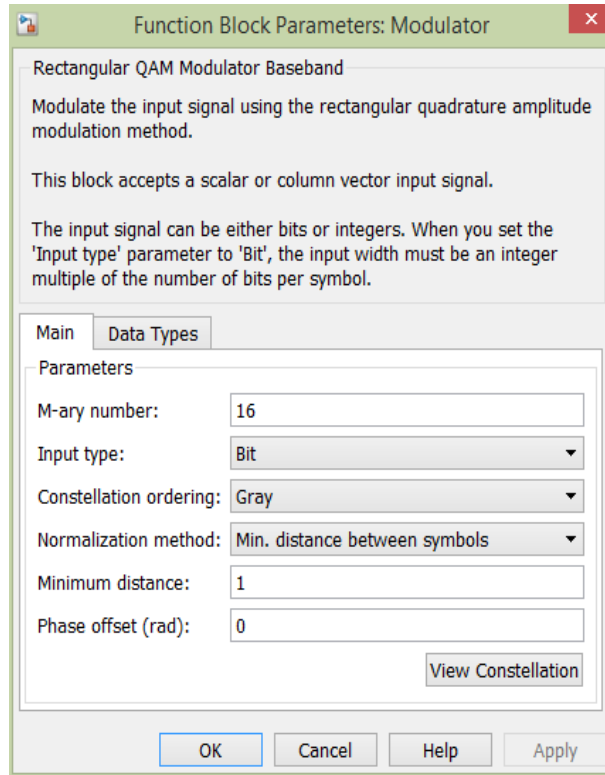 Function Block Parameters: Modulator
Rectangular QAM Modulator Baseband
Modulate the input signal using the rectangular quadrature amplitude
modulation method.
This block accepts a scalar or column vector input signal.
The input signal can be either bits or integers. When you set the
'Input type' parameter to 'Bit', the input width must be an integer
multiple of the number of bits per symbol.
Main Data Types
Parameters
M-ary number: 16
Input type: Bit
Constellation ordering: Gray
Normalization method: Min. distance between symbols
Minimum distance: 1
Phase offset (rad): 0
View Constellation
OK Cancel Help Apply